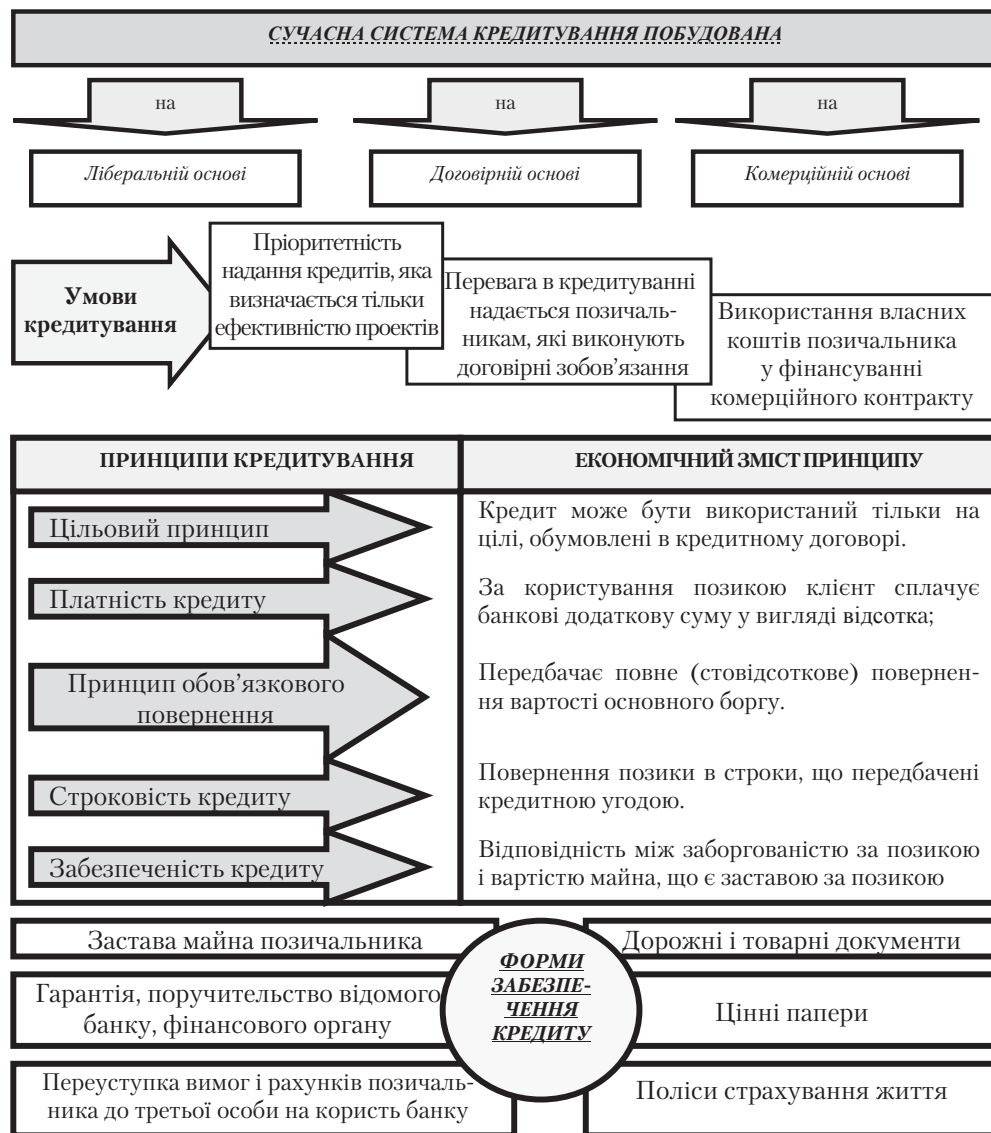 СУЧАСНА СИСТЕМА КРЕДИТУВАННЯ ПОБУДОВАНА
на
на
на
Ліберальній основі
Договірній основі
Комерційній основі
Умови
кредитування
Пріоритетність
надання кредитів, яка
визначається тільки
ефективністю проектів
Перевага в кредитуванні
надається позичаль-
никам, які виконують
договірні зобов’язання
Використання власних
коштів позичальника
у фінансуванні
комерційного контракту
ПРИНЦИПИ КРЕДИТУВАННЯ
ЕКОНОМІЧНИЙ ЗМІСТ ПРИНЦИПУ
Цільовий принцип
Кредит може бути використаний тільки на
цілі, обумовлені в кредитному договорі.
Платність кредиту
За користування позикою клієнт сплачує
банкові додаткову суму у вигляді відсотка;
Принцип обов’язкового
повернення
Передбачає повне (стовідсоткове) повернен-
ня вартості основного боргу.
Строковість кредиту
Повернення позики в строки, що передбачені
кредитною угодою.
Забезпеченість кредиту
Відповідність між заборгованістю за позикою
і вартістю майна, що є заставою за позикою
ФОРМИ
ЗАБЕЗПЕ-
ЧЕННЯ
КРЕДИТУ
Застава майна позичальника
Дорожні і товарні документи
Гарантія, поручительство відомого
банку, фінансового органу
Цінні папери
Переуступка вимог і рахунків позичаль-
ника до третьої особи на користь банку
Поліси страхування життя